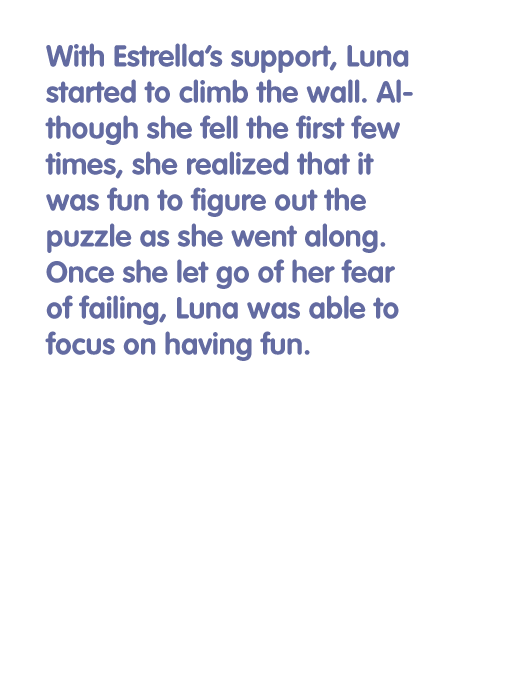 With Estrella’s support, Luna
started to climb the wall. Al-
though she fell the first few
times, she realized that it
was fun to figure out the
puzzle as she went along.
Once she let go of her fear
of failing, Luna was able to
focus on having fun.